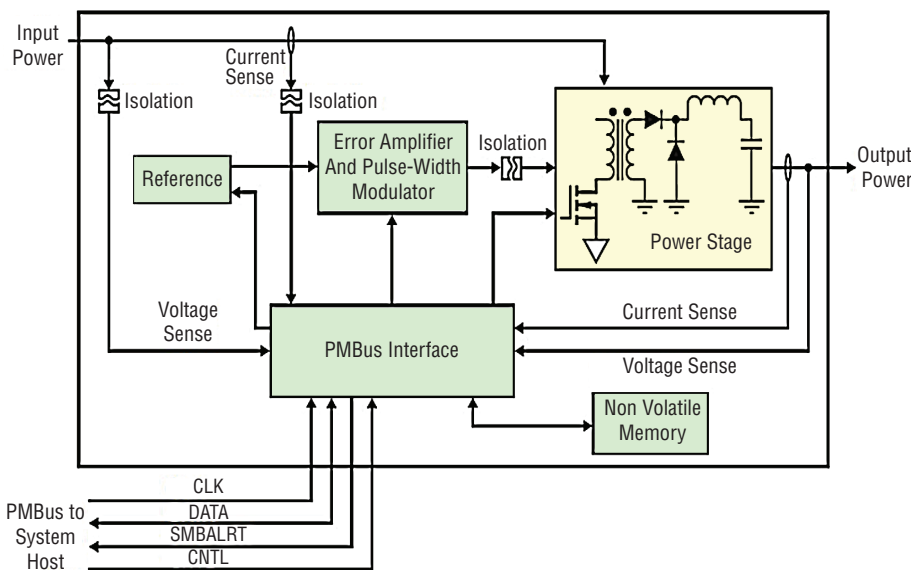 Input
Power
Current
Sense
Isolation
Isolation
Error Amplifier
And Pulse-Width
Modulator
Isolation
Reference
Output
Power
Power Stage
Voltage
Sense
Current Sense
PMBus Interface
Voltage Sense
Non Volatile
Memory
CLK
PMBus to
System
Host
DATA
SMBALRT
CNTL